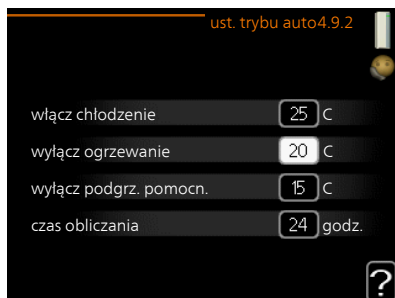 ust. trybu auto4.9.2
włącz chłodzenie 25 C
wyłącz ogrzewanie 20 C
wyłącz podgrz. pomocn. 15 C
czas obliczania 24 godz.
?